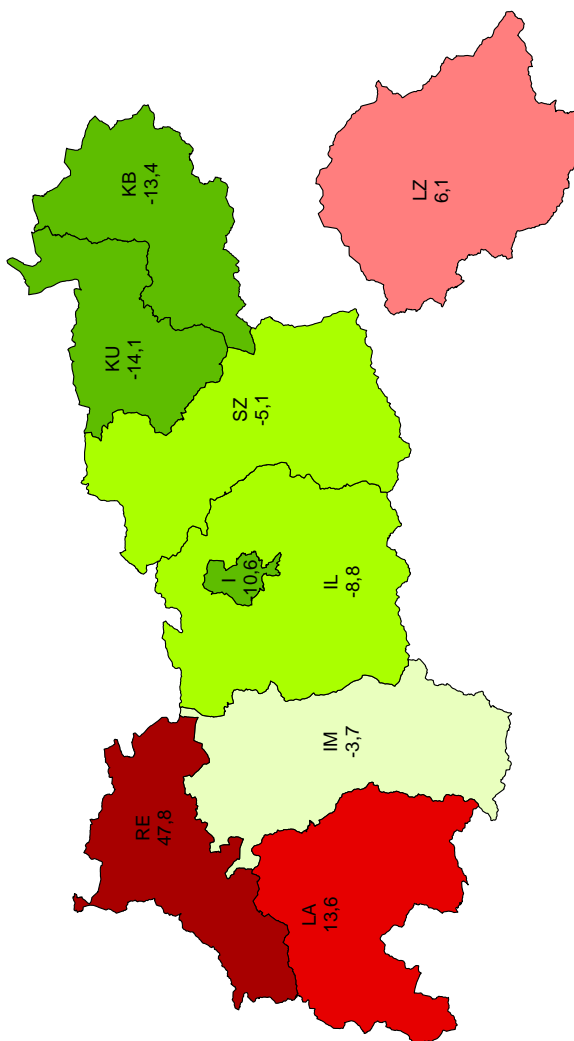 KU
-14,1
KB
-13,4
RE
47,8
I
10,6
SZ
-5,1
LA
13,6
IM
-3,7
IL
-8,8
LZ
6,1